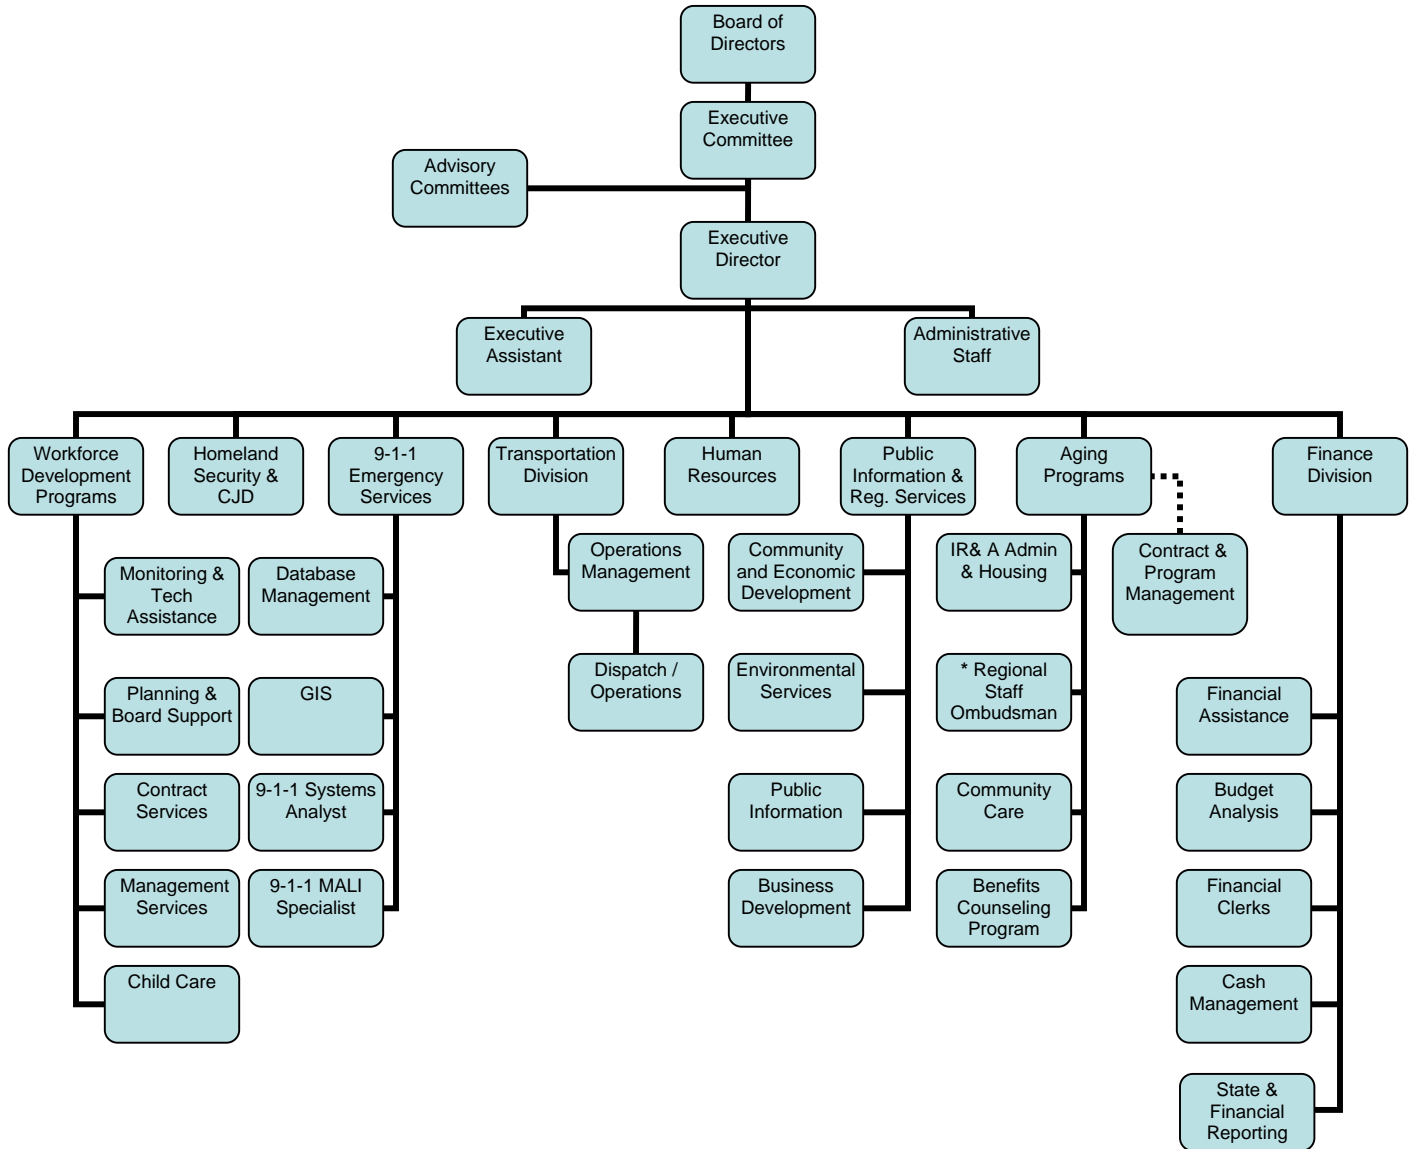 Board of
Directors
Executive
Committee
Advisory
Committees
Executive
Director
Executive
Assistant
Administrative
Staff
Workforce
Development
Programs
Homeland
Security &
CJD
9-1-1
Emergency
Services
Transportation
Division
Human
Resources
Public
Information &
Reg. Services
Aging
Programs
Finance
Division
Monitoring &
Tech
Assistance
Planning &
Board Support
Contract
Services
Management
Services
Child Care
Database
Management
GIS
9-1-1 Systems
Analyst
9-1-1 MALI
Specialist
Operations
Management
Dispatch /
Operations
Community
and Economic
Development
Environmental
Services
Public
Information
Business
Development
IR& A Admin
& Housing
* Regional
Staff
Ombudsman
Community
Care
Benefits
Counseling
Program
Contract &
Program
Management
Financial
Assistance
Budget
Analysis
Financial
Clerks
Cash
Management
State &
Financial
Reporting